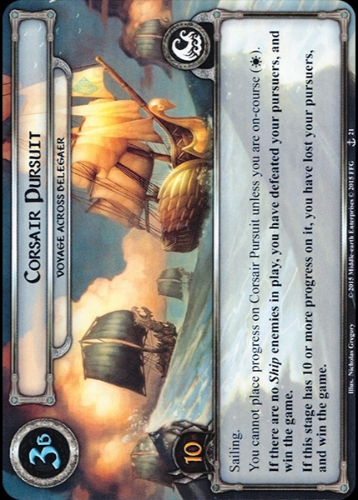 3B
CORSAIR PURSUIT
VOYAGE ACROSS BELEGAER
10
Sailing.
You cannot place progress on Corsair Pursuit unless you are on-course (☀).
If there are no Ship enemies in play, you have defeated your pursuers, and
win the game.
If this stage has 10 or more progress on it, you have lost your pursuers,
and win the game.
Illus. Nicholas Gregory ©2015 Middle-earth Enterprises © 2015 FFG 21